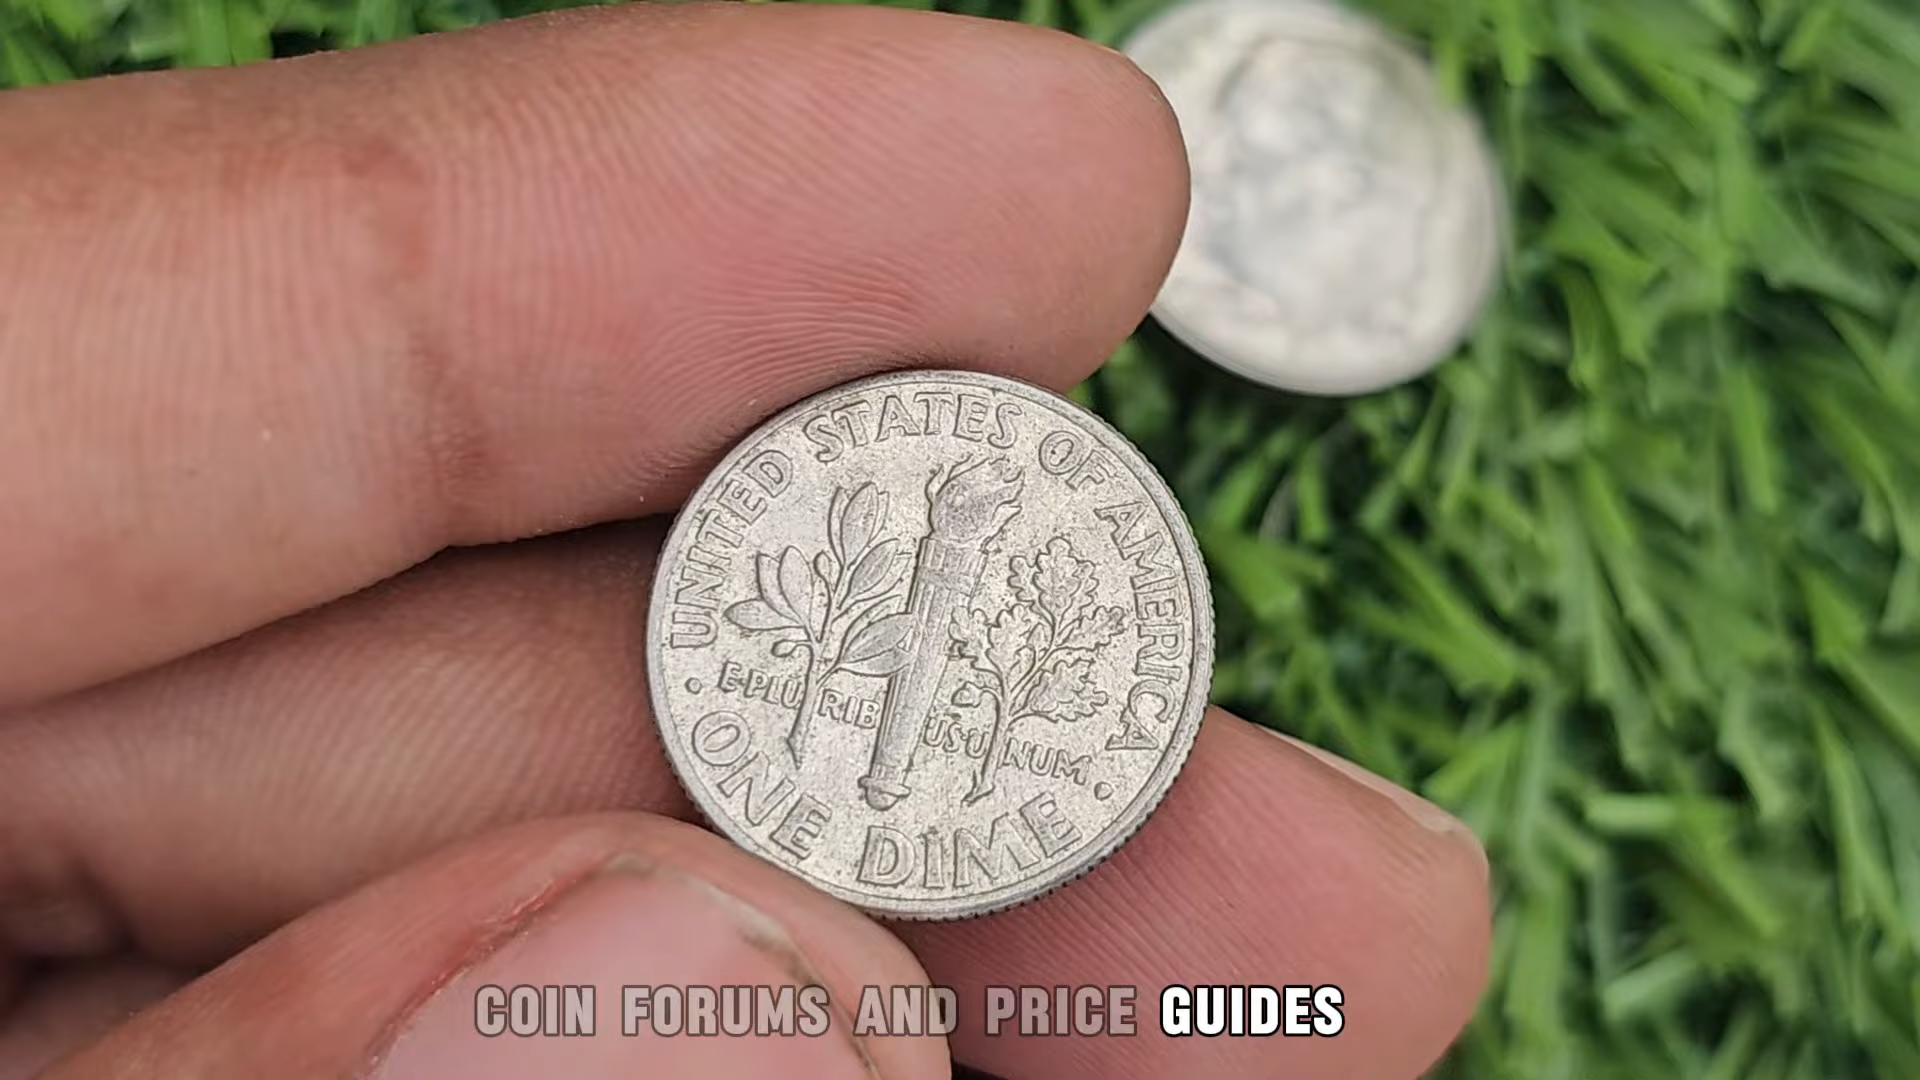 UNITED STATES OF AMERICA
· E PLURIBUS UNUM ·
ONE DIME
COIN FORUMS AND PRICE GUIDES